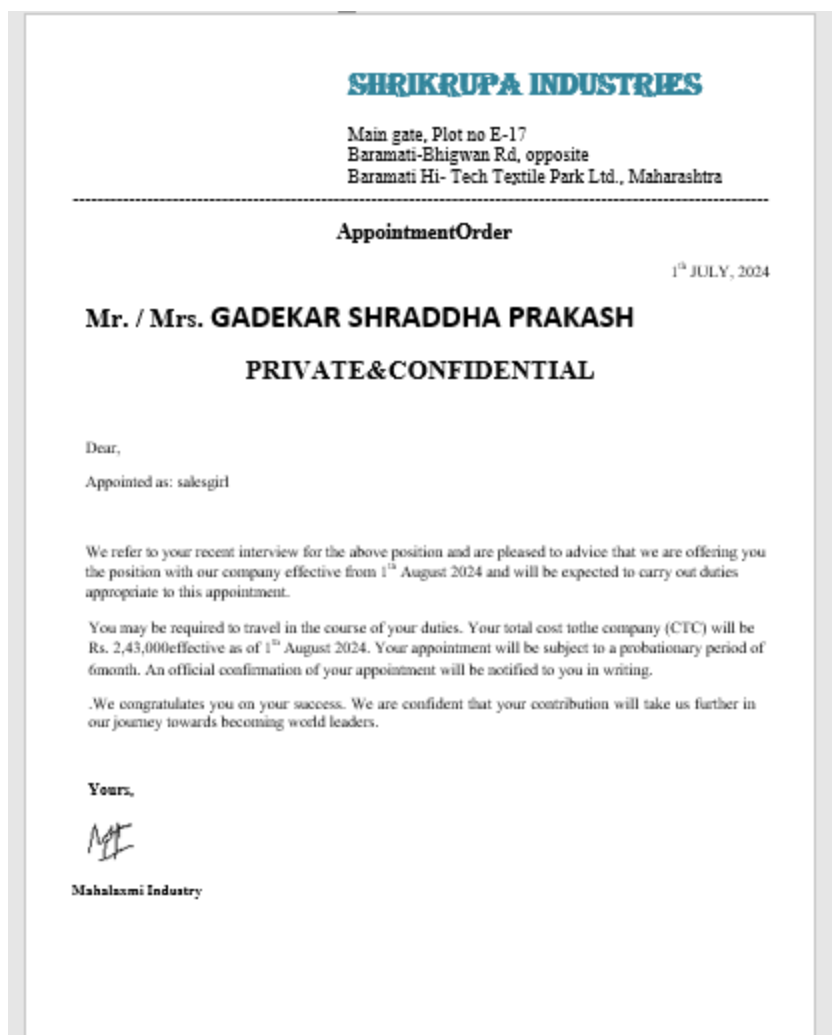 SHRIKRUPA INDUSTRIES
Main gate, Plot no E-17
Baramati-Bhigwan Rd, opposite
Baramati Hi- Tech Textile Park Ltd., Maharashtra
AppointmentOrder
1th JULY, 2024
Mr. / Mrs. GADEKAR SHRADDHA PRAKASH
PRIVATE&CONFIDENTIAL
Dear,
Appointed as: salesgirl
We refer to your recent interview for the above position and are pleased to advice that we are offering you
the position with our company effective from 1th August 2024 and will be expected to carry out duties
appropriate to this appointment.
You may be required to travel in the course of your duties. Your total cost tothe company (CTC) will be
Rs. 2,43,000effective as of 1th August 2024. Your appointment will be subject to a probationary period of
6month. An official confirmation of your appointment will be notified to you in writing.
.We congratulates you on your success. We are confident that your contribution will take us further in
our journey towards becoming world leaders.
Yours,
Mahalaxmi Industry